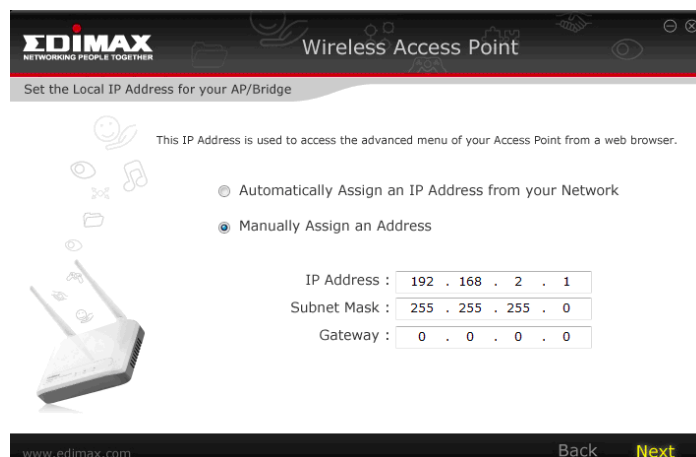 EDIMAX
NETWORKING PEOPLE TOGETHER
Wireless Access Point
Set the Local IP Address for your AP/Bridge
This IP Address is used to access the advanced menu of your Access Point from a web browser.
Automatically Assign an IP Address from your Network
Manually Assign an Address
IP Address : 192 . 168 . 2 . 1
Subnet Mask : 255 . 255 . 255 . 0
Gateway : 0 . 0 . 0 . 0
www.edimax.com
Back Next